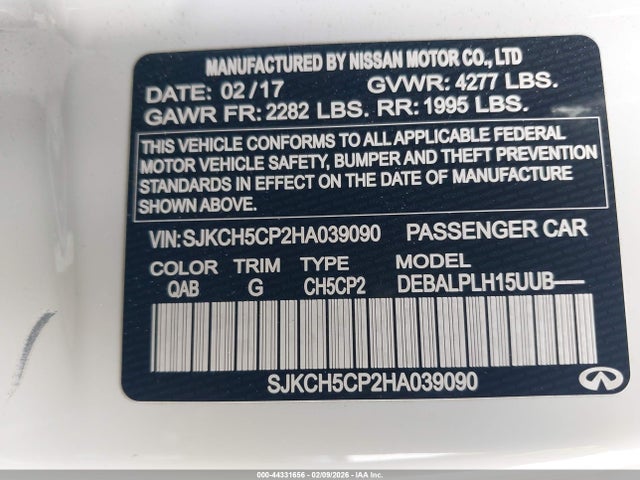 MANUFACTURED BY NISSAN MOTOR CO., LTD
DATE: 02/17 GVWR: 4277 LBS.
GAWR FR: 2282 LBS. RR: 1995 LBS.
THIS VEHICLE CONFORMS TO ALL APPLICABLE FEDERAL
MOTOR VEHICLE SAFETY, BUMPER AND THEFT PREVENTION
STANDARDS IN EFFECT ON THE DATE OF MANUFACTURE
SHOWN ABOVE.
VIN:SJKCH5CP2HA039090 PASSENGER CAR
COLOR TRIM TYPE MODEL
QAB G CH5CP2 DEBALPLH15UUB-----
SJKCH5CP2HA039090
000-44331656 - 02/09/2026 - IAA Inc.